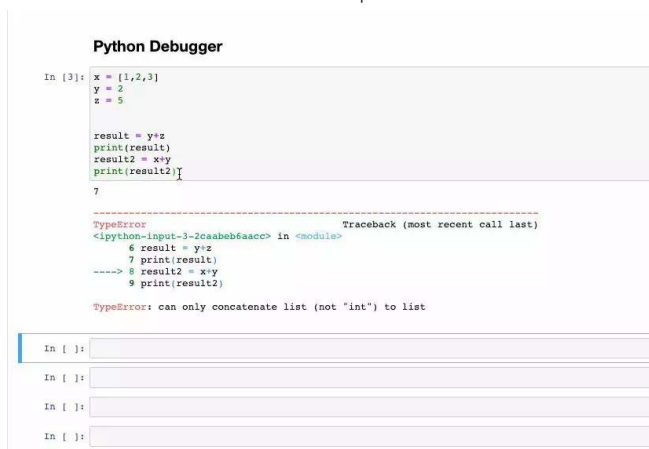 Python Debugger
In [3]: x = [1,2,3]
y = 2
z = 5
result = y+z
print(result)
result2 = x+y
print(result2)
7
---------------------------------------------------------------------------
TypeError                                 Traceback (most recent call last)
<ipython-input-3-2caabeb6aacc> in <module>
      6 result = y+z
      7 print(result)
----> 8 result2 = x+y
      9 print(result2)
TypeError: can only concatenate list (not "int") to list
In [ ]:
In [ ]:
In [ ]:
In [ ]: